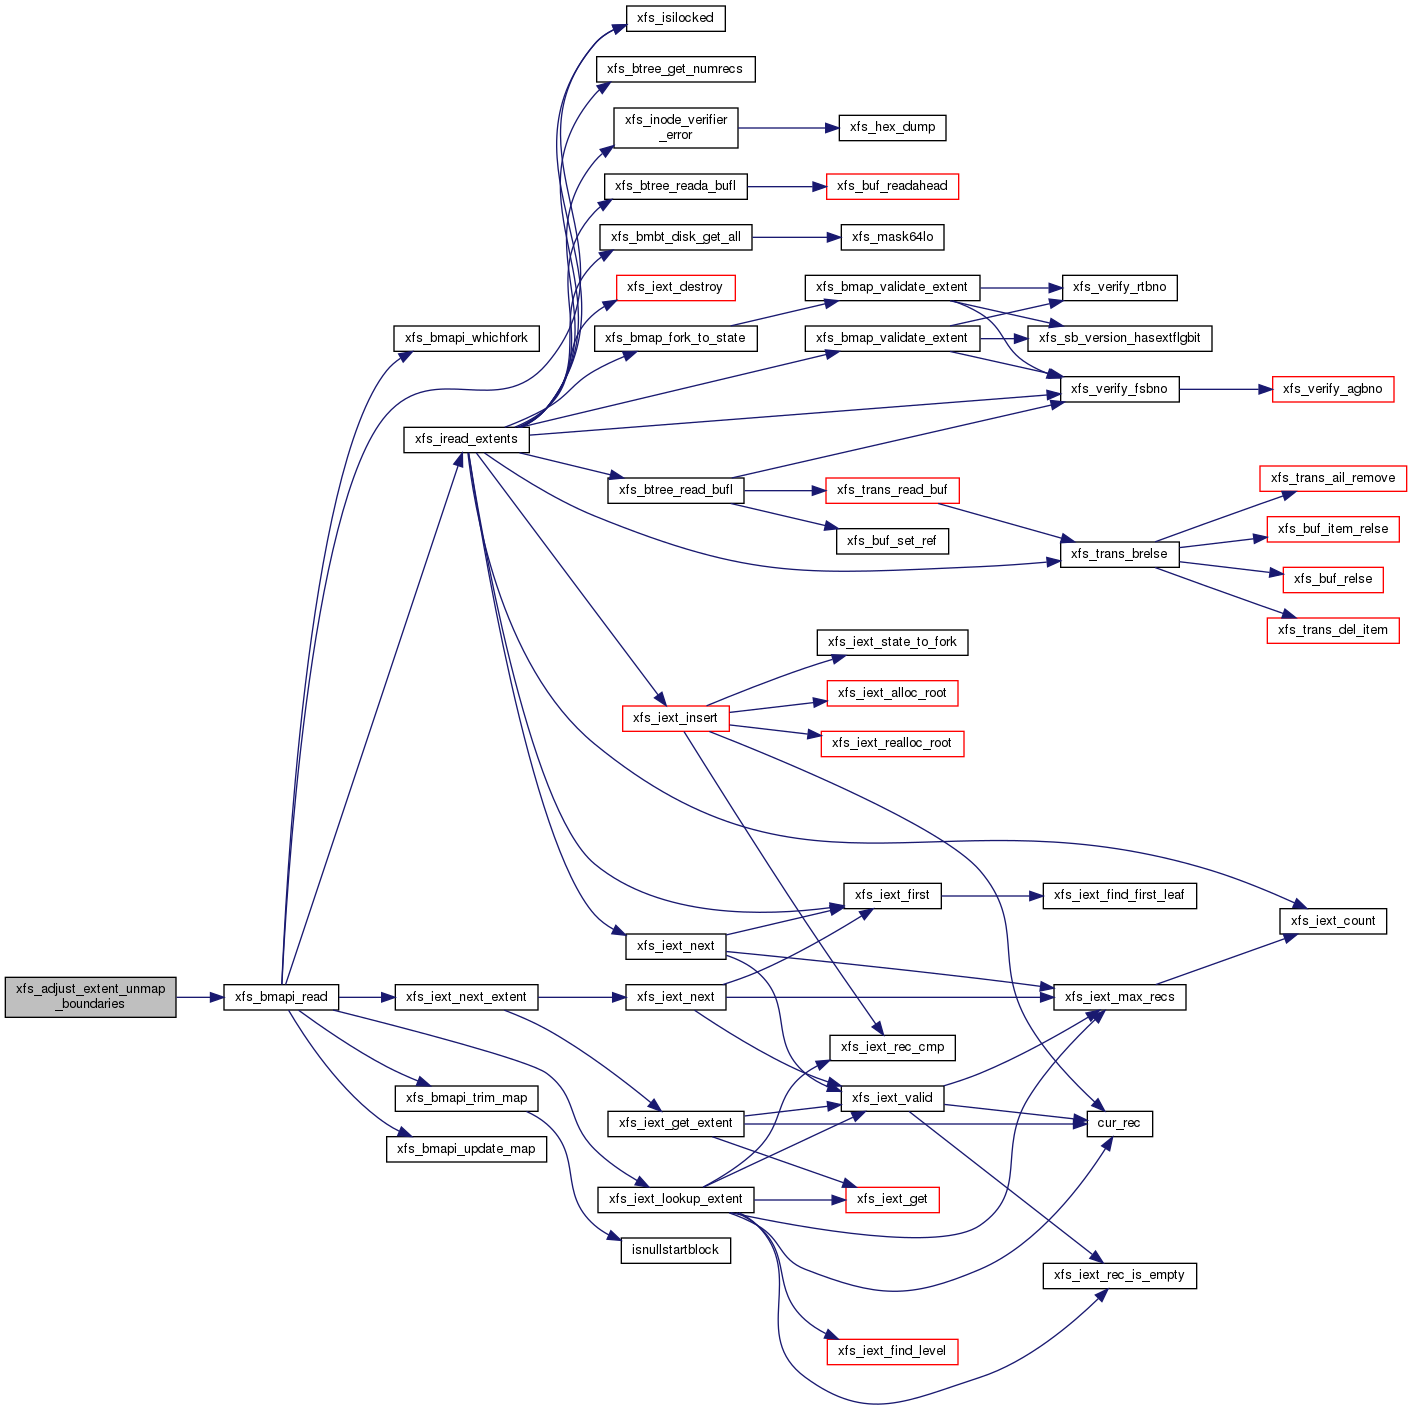 xfs_isilocked
xfs_btree_get_numrecs
xfs_inode_verifier
_error
xfs_hex_dump
xfs_btree_reada_bufl
xfs_buf_readahead
xfs_bmbt_disk_get_all
xfs_mask64lo
xfs_iext_destroy
xfs_bmap_validate_extent
xfs_verify_rtbno
xfs_bmapi_whichfork
xfs_bmap_fork_to_state
xfs_bmap_validate_extent
xfs_sb_version_hasextflgbit
xfs_verify_fsbno
xfs_verify_agbno
xfs_iread_extents
xfs_btree_read_bufl
xfs_trans_read_buf
xfs_trans_ail_remove
xfs_buf_item_relse
xfs_buf_set_ref
xfs_trans_brelse
xfs_buf_relse
xfs_trans_del_item
xfs_iext_state_to_fork
xfs_iext_alloc_root
xfs_iext_insert
xfs_iext_realloc_root
xfs_iext_first
xfs_iext_find_first_leaf
xfs_iext_count
xfs_iext_next
xfs_adjust_extent_unmap
_boundaries
xfs_bmapi_read
xfs_iext_next_extent
xfs_iext_next
xfs_iext_max_recs
xfs_iext_rec_cmp
xfs_bmapi_trim_map
xfs_iext_valid
xfs_iext_get_extent
cur_rec
xfs_bmapi_update_map
xfs_iext_lookup_extent
xfs_iext_get
isnullstartblock
xfs_iext_rec_is_empty
xfs_iext_find_level